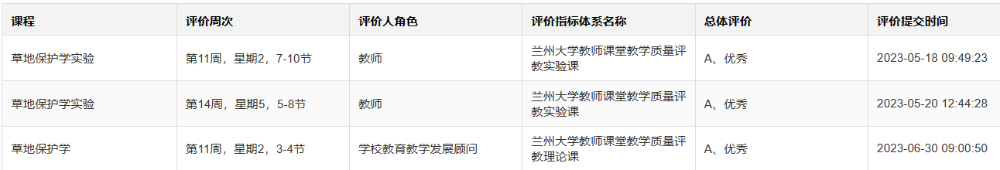 课程 评价周次 评价人角色 评价指标体系名称 总体评价 评价提交时间
草地保护学实验 第11周，星期2，7-10节 教师 兰州大学教师课堂教学质量评 A、优秀 2023-05-18 09:49:23
教实验课
草地保护学实验 第14周，星期5，5-8节 教师 兰州大学教师课堂教学质量评 A、优秀 2023-05-20 12:44:28
教实验课
草地保护学 第11周，星期2，3-4节 学校教育教学发展顾问 兰州大学教师课堂教学质量评 A、优秀 2023-06-30 09:00:50
教理论课